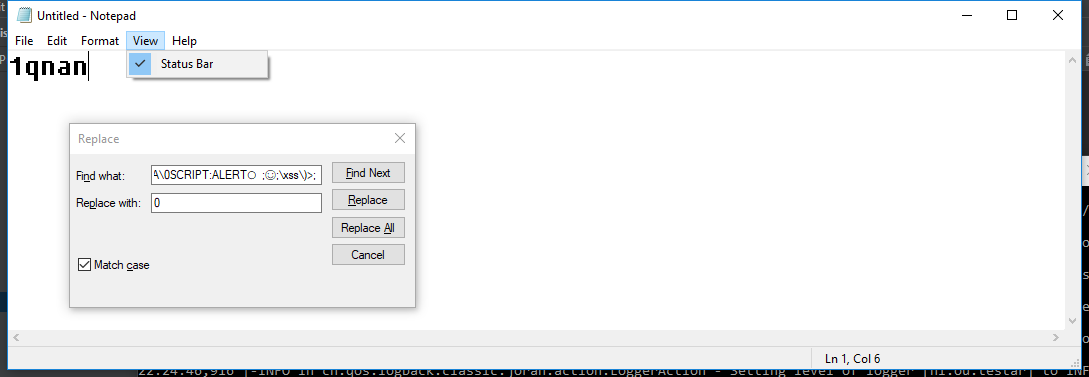 Untitled - Notepad
File Edit Format View Help
Status Bar
1qnan
Replace
Find what: A\0SCRIPT:ALERT○ ;☺;\xss\)>;
Find Next
Replace with: 0
Replace
Replace All
Cancel
Match case
Ln 1, Col 6
22:24:46,916 |-INFO in ch.qos.logback.classic.joran.action.LoggerAction - Setting level of logger [nl.ou.testar] to INF